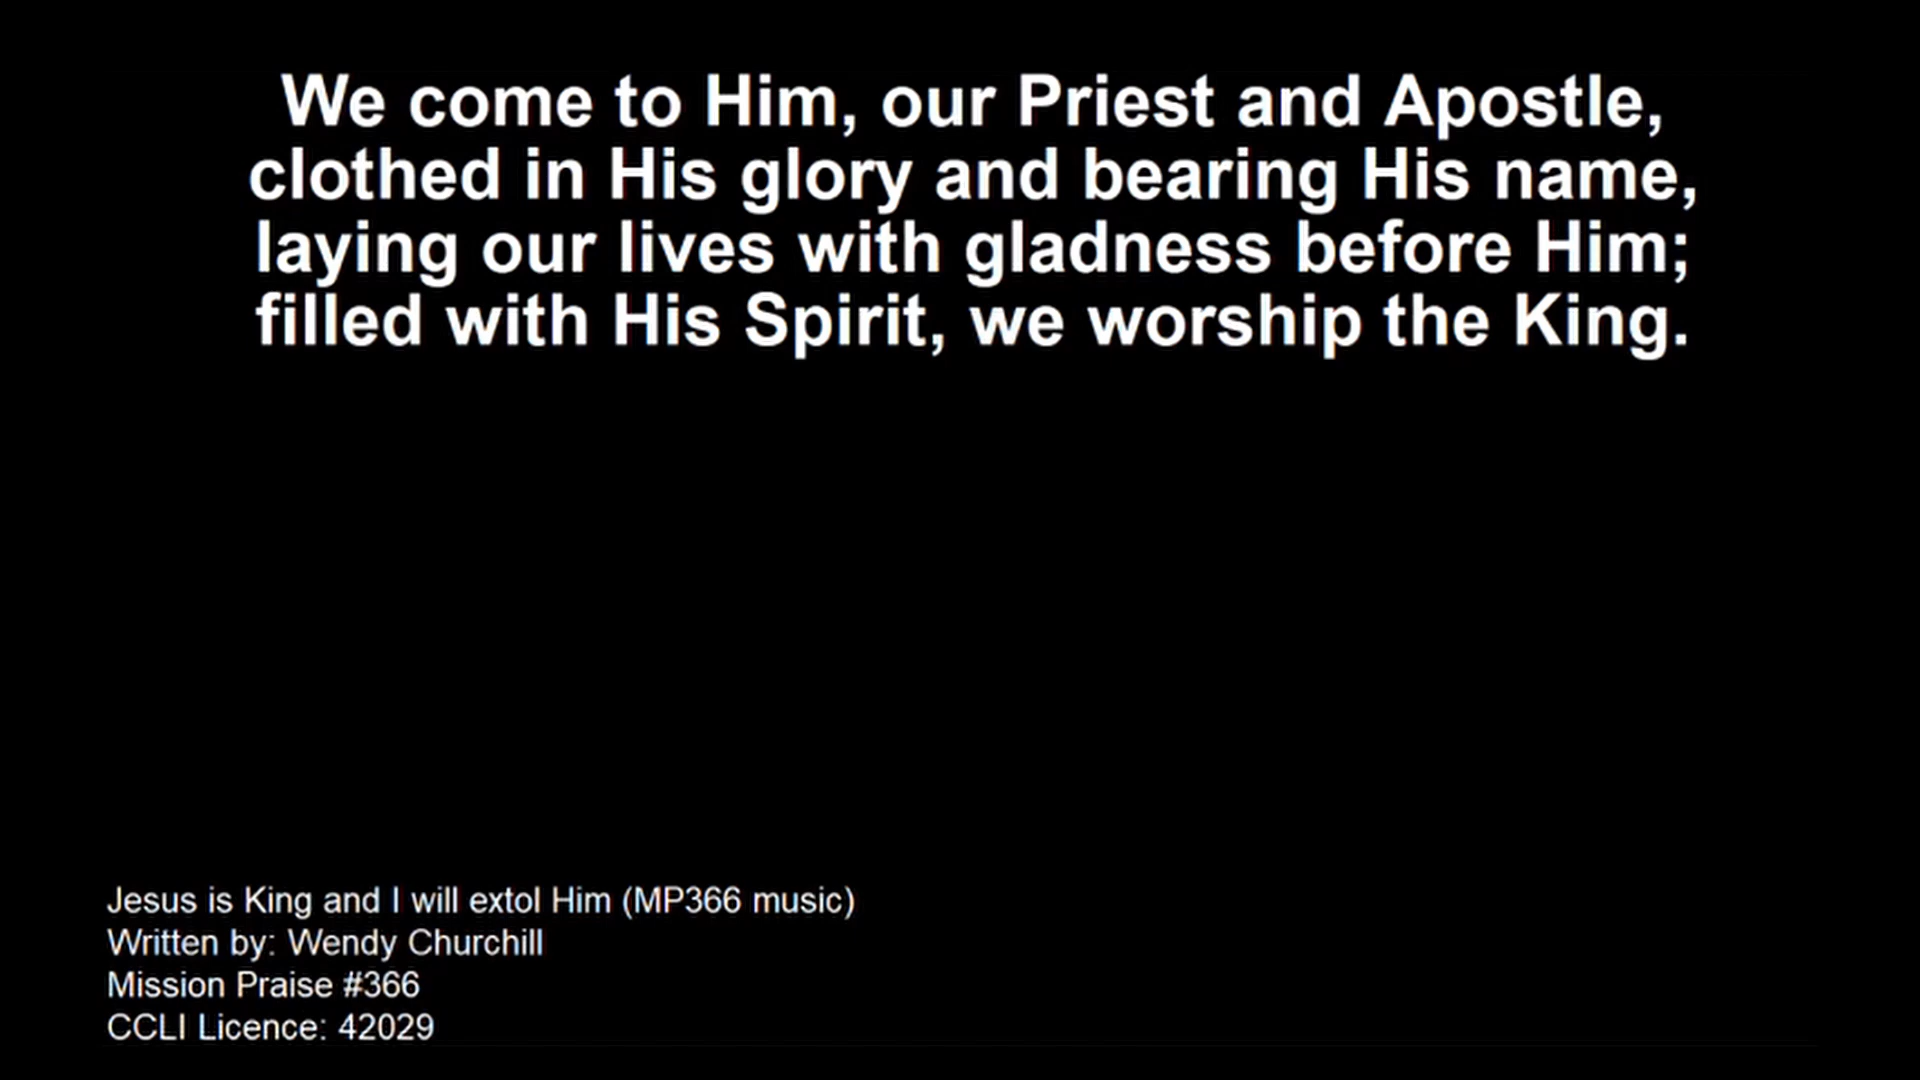 We come to Him, our Priest and Apostle,
clothed in His glory and bearing His name,
laying our lives with gladness before Him;
filled with His Spirit, we worship the King.
Jesus is King and I will extol Him (MP366 music)
Written by: Wendy Churchill
Mission Praise #366
CCLI Licence: 42029